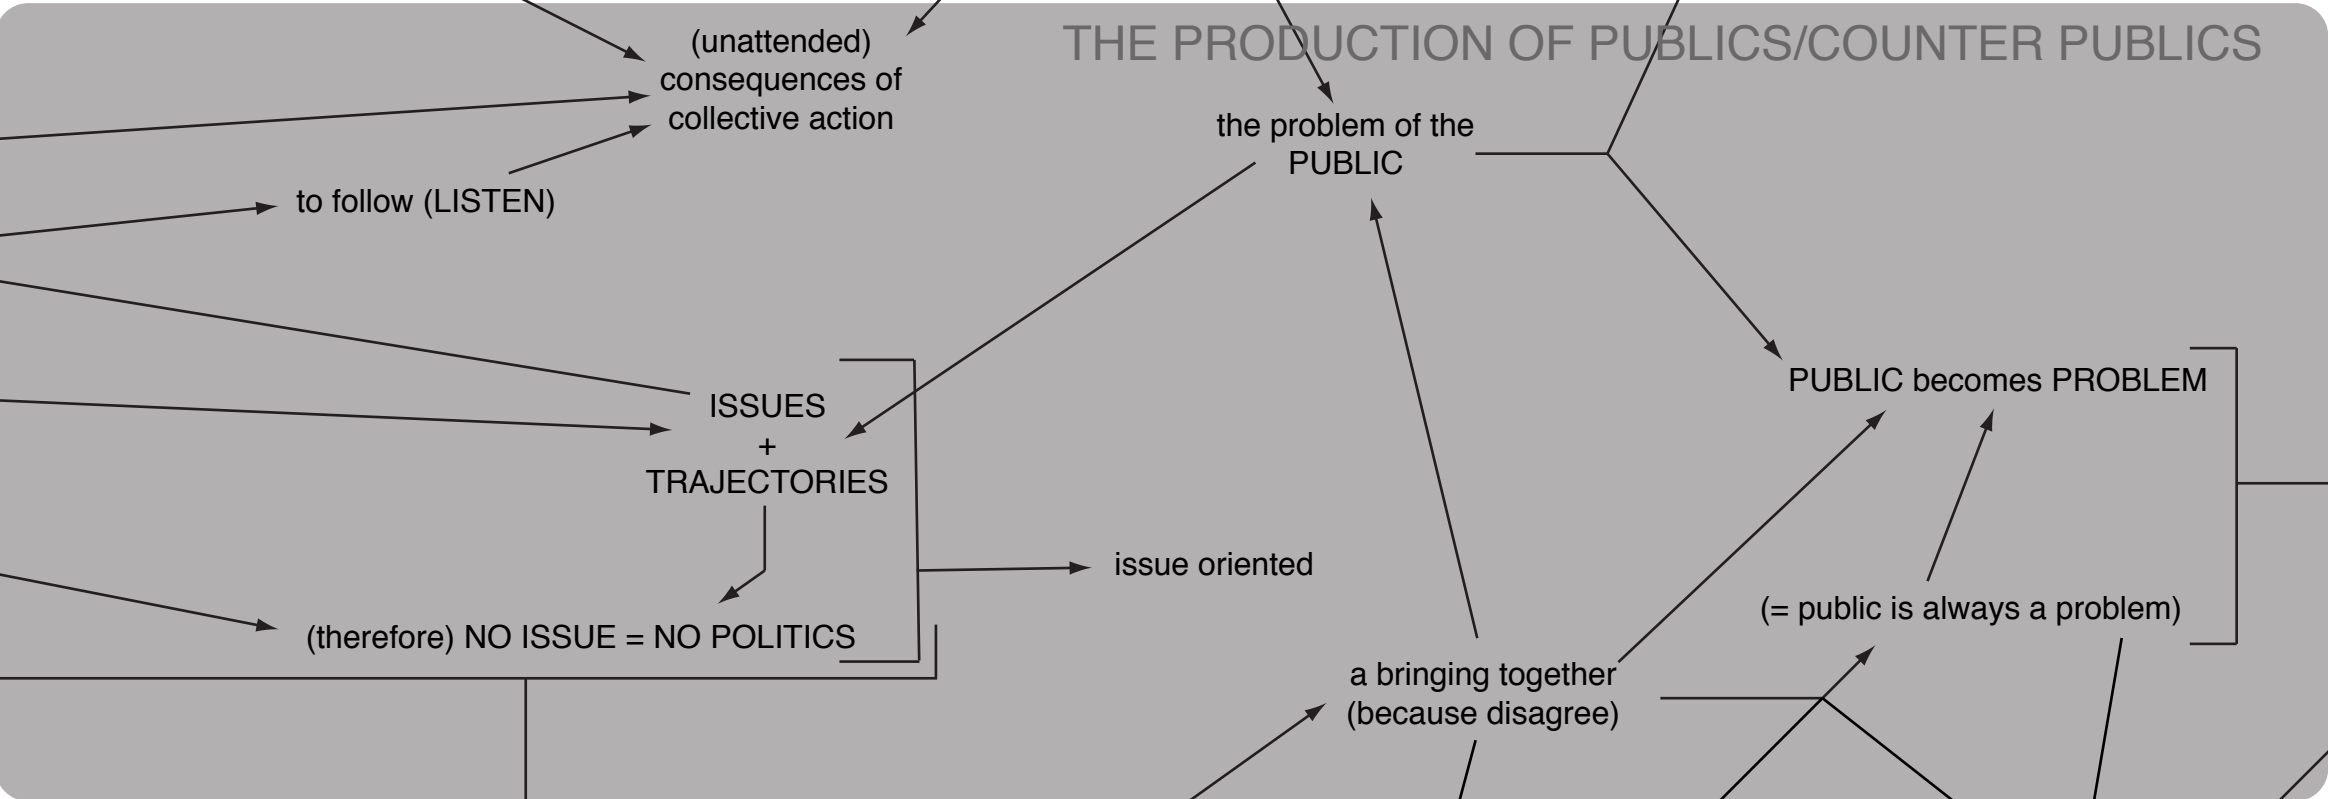 THE PRODUCTION OF PUBLICS/COUNTER PUBLICS
(unattended)
consequences of
collective action
the problem of the
PUBLIC
to follow (LISTEN)
PUBLIC becomes PROBLEM
ISSUES
+
TRAJECTORIES
issue oriented
(= public is always a problem)
(therefore) NO ISSUE = NO POLITICS
a bringing together
(because disagree)